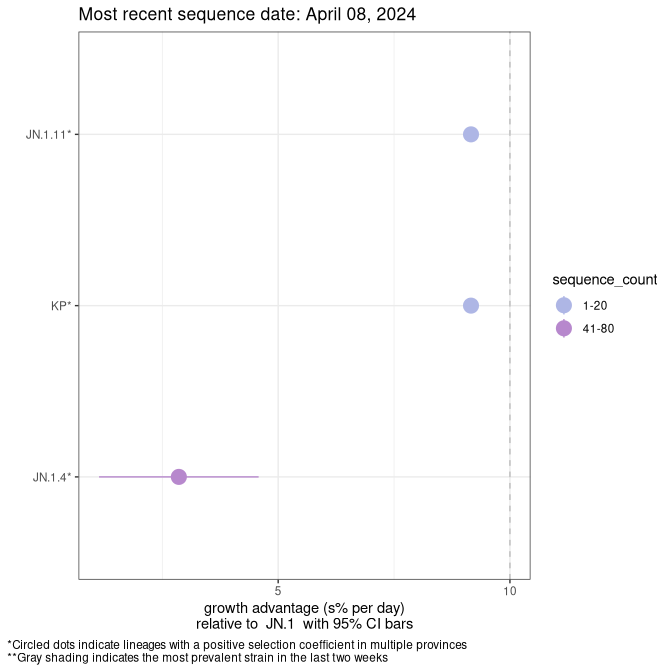 Most recent sequence date: April 08, 2024
JN.1.11*
KP*
JN.1.4*
sequence_count
1-20
41-80
5
10
growth advantage (s% per day)
relative to JN.1 with 95% CI bars
*Circled dots indicate lineages with a positive selection coefficient in multiple provinces
**Gray shading indicates the most prevalent strain in the last two weeks